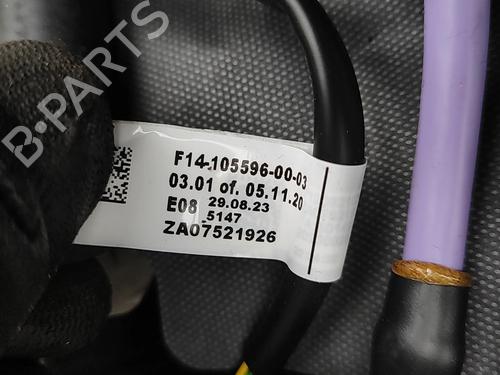 B-PARTS
F14-105596-00-03
03.01 of. 05.11.20
E08 29.08.23
5147
ZA07521926